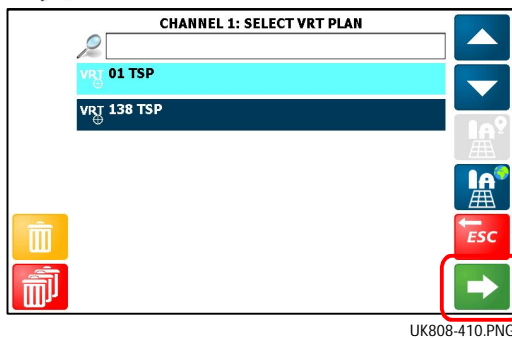 CHANNEL 1: SELECT VRT PLAN
VRT 01 TSP
VRT 138 TSP
ESC
UK808-410.PNG